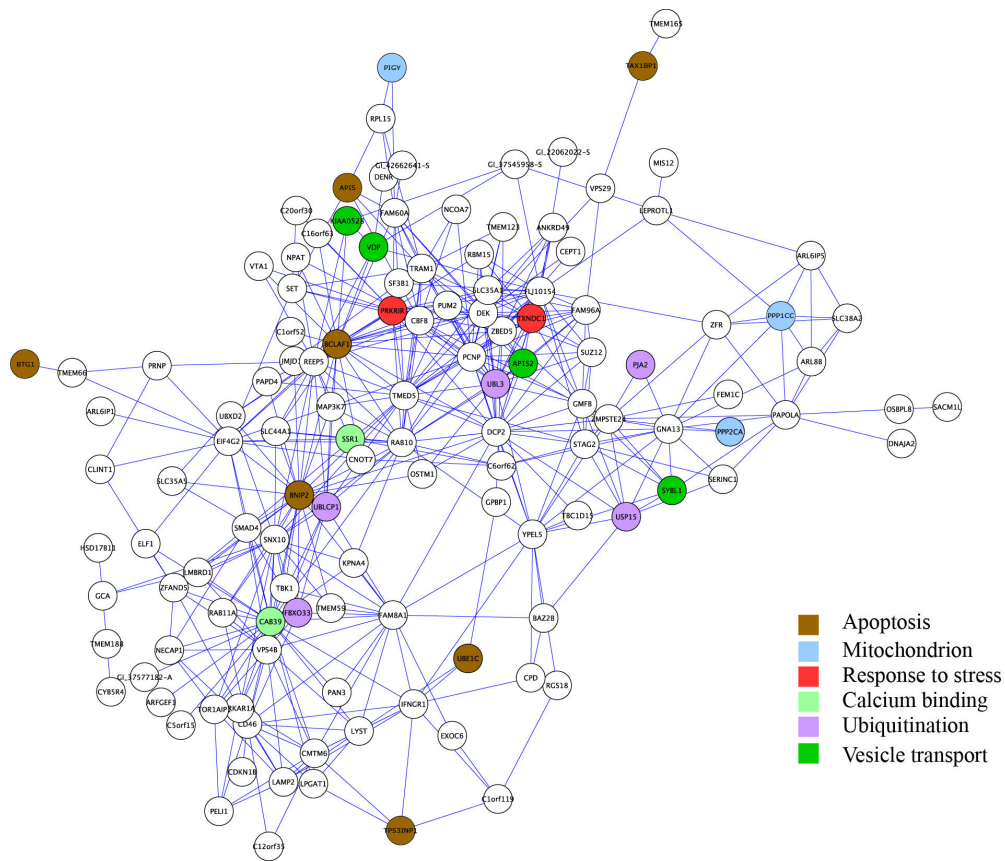 TMEM165
PIGY
TAX1BP1
RPL15
GI_22062022-S
GI_42662641-S
GI_37545958-S
MIS12
DENR
API5
VPS29
C20orf30
FAM60A
NCOA7
LEPROTL1
KIAA0528
C16orf63
TMEM123
ANKRD49
VDP
NPAT
RBM15
CEPT1
ARL6IP5
VTA1
TRAM1
SET
SF3B1
SLC35A1
FLJ10154
PRKRIR
PUM2
DEK
TXNDC1
FAM96A
PPP1CC
SLC38A2
CBFB
ZFR
C1orf52
ZBED5
BCLAF1
SUZ12
BTG1
JMJD1
REEP5
PCNP
AP1S2
PJA2
ARL8B
TMEM66
PRNP
UBL3
PAPD4
FEM1C
TMED5
GMFB
MAP3K7
ARL6IP1
UBXD2
ZMPSTE24
PAPOLA
OSBPL8
SACM1L
SLC44A1
DCP2
GNA13
PPP2CA
EIF4G2
SSR1
RAB10
STAG2
DNAJA2
CNOT7
CLINT1
C6orf62
SLC35A5
OSTM1
SERINC1
SYBL1
BNIP2
GPBP1
UBLCP1
TBC1D15
USP15
SMAD4
YPEL5
SNX10
ELF1
HSD17B11
KPNA4
LMBRD1
ZFAND5
TBK1
GCA
RAB11A
FBXO33
TMEM59
FAM8A1
BAZ2B
CAB39
TMEM188
NECAP1
VPS4B
UBE1C
GI_37577182-A
CPD
CYB5R4
PAN3
RGS18
ARFGEF1
IFNGR1
TOR1AIP
C5orf15
CD46
LYST
EXOC6
CMTM6
CDKN1B
LAMP2
LPGAT1
C1orf119
PELI1
TP53INP1
C12orf35
Apoptosis
Mitochondrion
Response to stress
Calcium binding
Ubiquitination
Vesicle transport